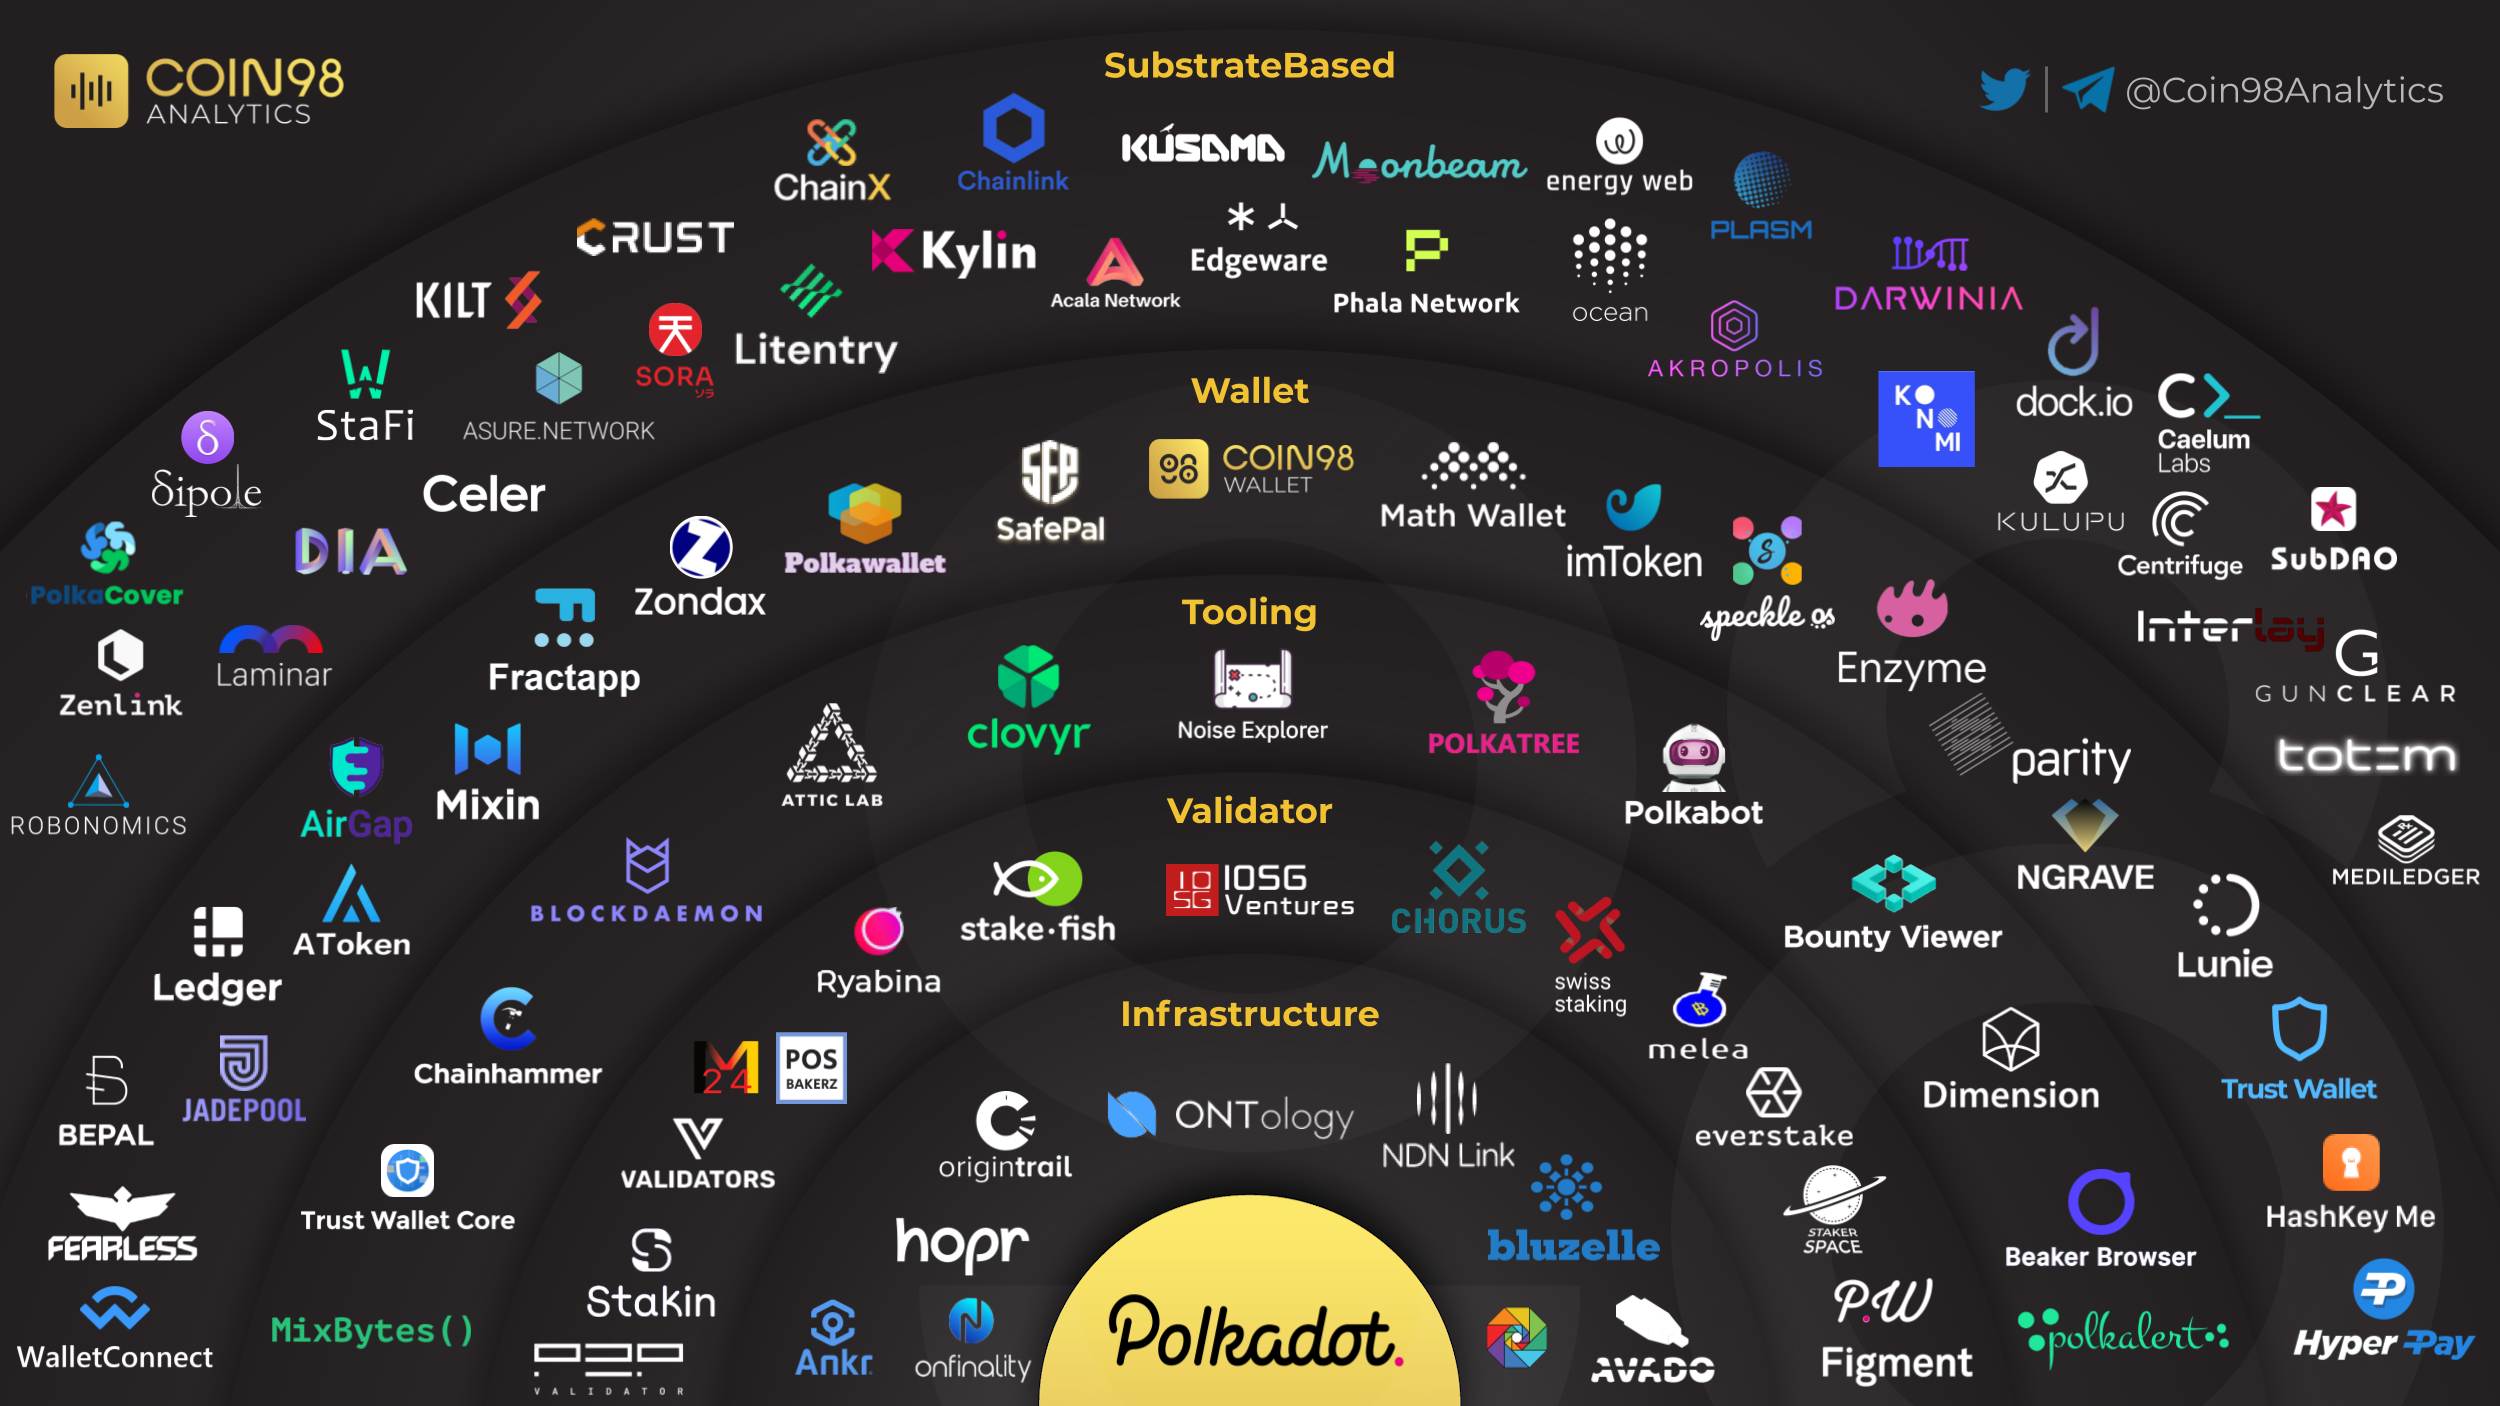 COIN98
ANALYTICS
@Coin98Analytics
SubstrateBased
ChainX
Chainlink
KUSAMA
Moonbeam
energy web
PLASM
CRUST
Kylin
Acala Network
Edgeware
Phala Network
ocean
DARWINIA
KILT
SORA
ソラ
Litentry
AKROPOLIS
StaFi
ASURE.NETWORK
KONOMI
dock.io
Caelum
Labs
δ
δipole
Celer
KULUPU
Centrifuge
SubDAO
PolkaCover
DIA
Interlay
Zenlink
Laminar
G
GUNCLEAR
ROBONOMICS
totem
MEDILEDGER
Wallet
SafePal
COIN98
WALLET
Math Wallet
imToken
speckle os
Polkawallet
Zondax
Fractapp
Enzyme
Mixin
AirGap
parity
NGRAVE
AToken
Ledger
Lunie
JADEPOOL
BEPAL
Trust Wallet
FEARLESS
HashKey Me
WalletConnect
HyperPay
Tooling
clovyr
Noise Explorer
POLKATREE
ATTIC LAB
Polkabot
BLOCKDAEMON
Bounty Viewer
Chainhammer
Dimension
Trust Wallet Core
Beaker Browser
MixBytes()
polkalert
Validator
stake.fish
IOSG
Ventures
CHORUS
Ryabina
swiss
staking
M
24
POS
BAKERZ
melea
VALIDATORS
everstake
Stakin
STAKER
SPACE
P2P
VALIDATOR
P.W
Figment
Infrastructure
origintrail
ONTology
NDN Link
hopr
bluzelle
Ankr
onfinality
AVADO
Polkadot.